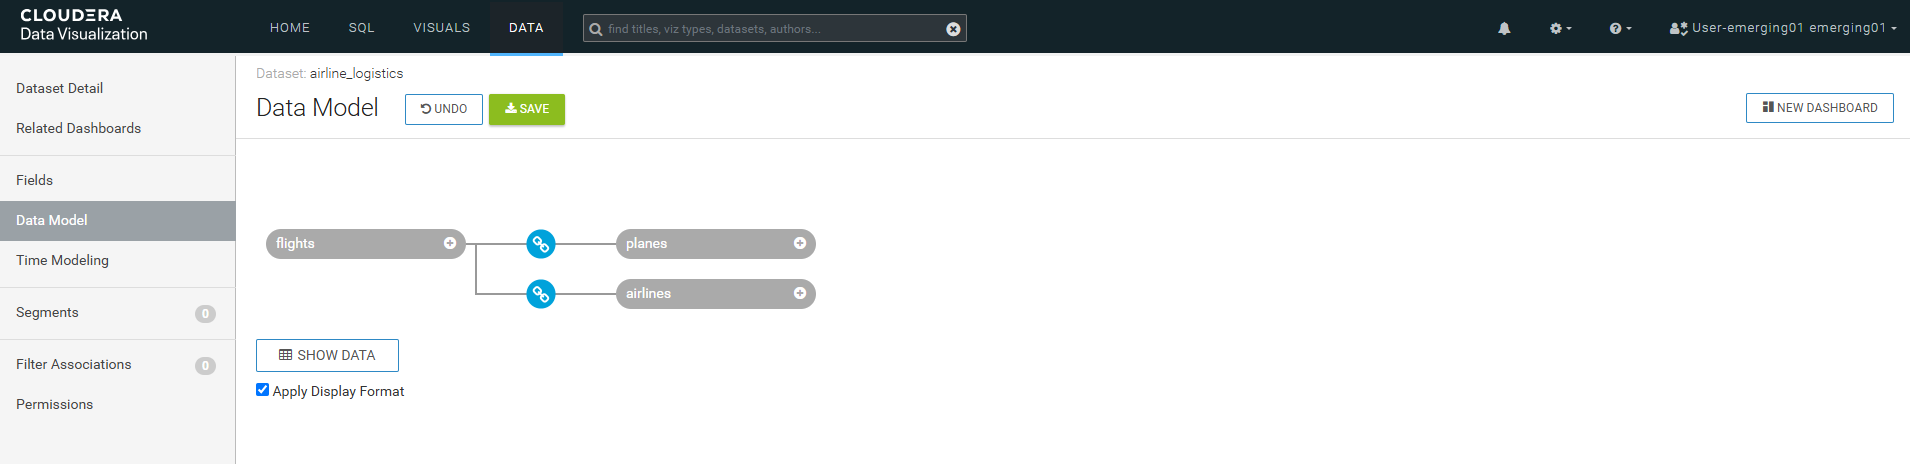 CLOUDERA
Data Visualization
HOME
SQL
VISUALS
DATA
find titles, viz types, datasets, authors...
User-emerging01 emerging01
Dataset Detail
Related Dashboards
Fields
Data Model
Time Modeling
Segments 0
Filter Associations 0
Permissions
Dataset: airline_logistics
Data Model
UNDO
SAVE
NEW DASHBOARD
flights
planes
airlines
SHOW DATA
Apply Display Format